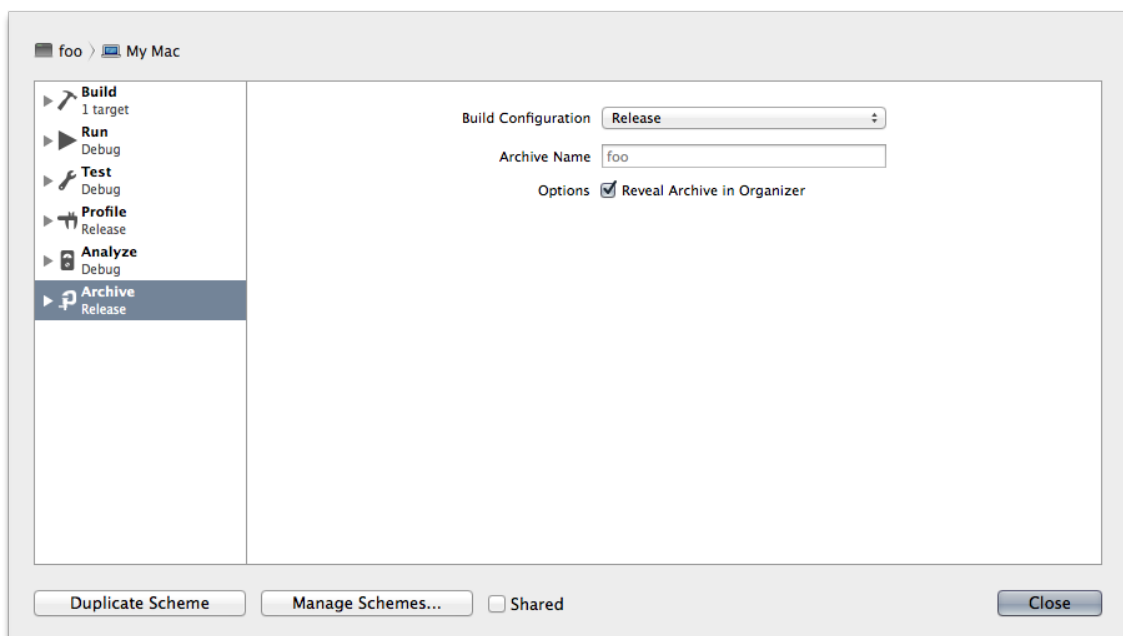 foo 〉 My Mac
Build
1 target
Run
Debug
Test
Debug
Profile
Release
Analyze
Debug
Archive
Release
Build Configuration Release
Archive Name foo
Options Reveal Archive in Organizer
Duplicate Scheme Manage Schemes... Shared Close